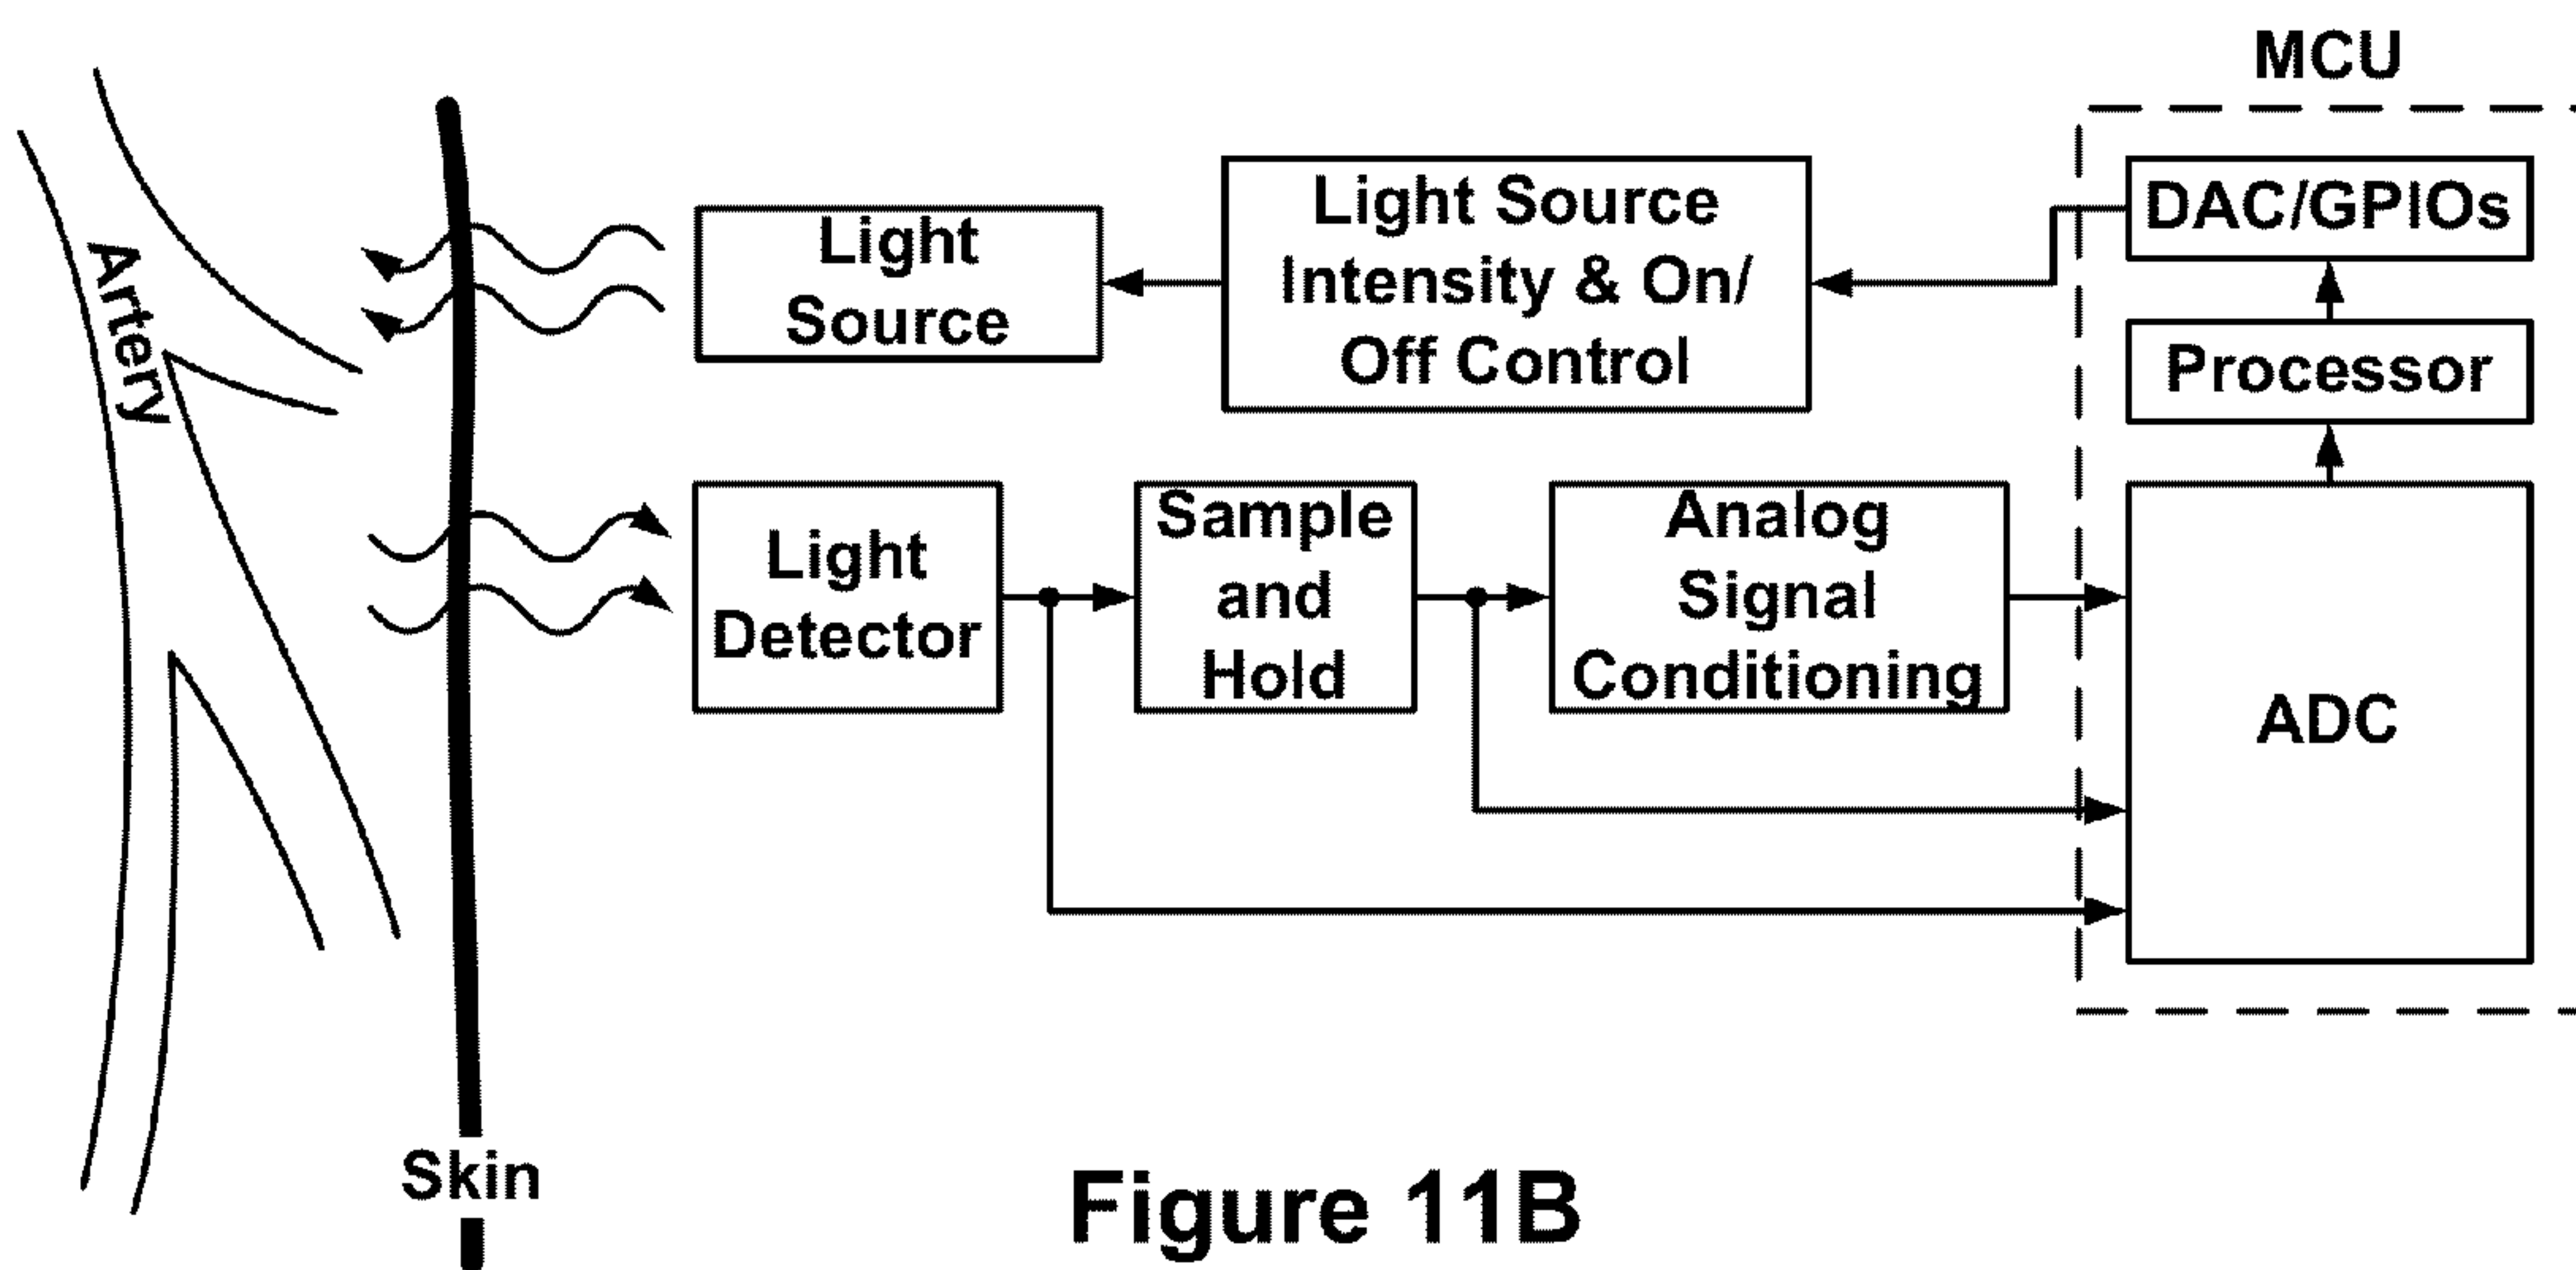 MCU
Light Source
Intensity & On/
Off Control
DAC/GPIOs
Light
Source
Processor
Artery
Light
Detector
Sample
and
Hold
Analog
Signal
Conditioning
ADC
Skin
Figure 11B